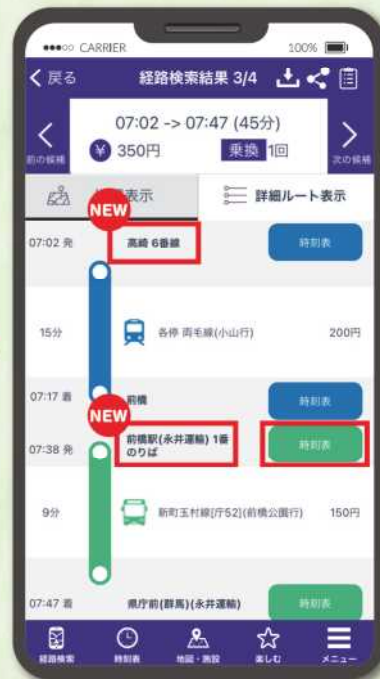 CARRIER 100%
戻る 経路検索結果 3/4
07:02 -> 07:47 (45分)
前の候補 ¥ 350円 乗換 1回 次の候補
表示 詳細ルート表示
NEW
07:02 発 高崎 6番線 時刻表
15分 各停 両毛線(小山行) 200円
07:17 着 前橋 時刻表
NEW
07:38 発 前橋駅(永井運輸) 1番
のりば 時刻表
9分 新町玉村線[庁52](前橋公園行) 150円
07:47 着 県庁前(群馬)(永井運輸) 時刻表
経路検索 時刻表 地図・施設 楽しむ メニュー